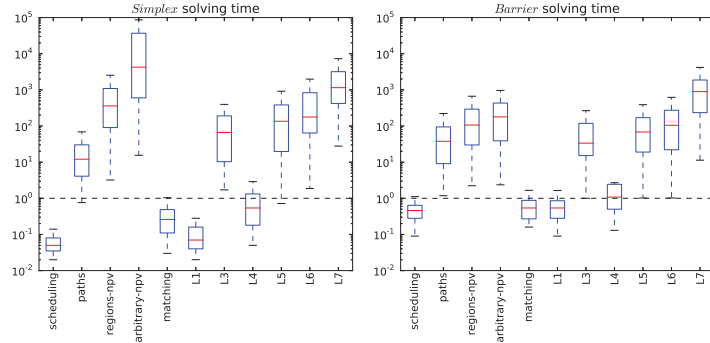 Simplex solving time
10^5
10^4
10^3
10^2
10^1
10^0
10^-1
10^-2
scheduling
paths
regions-npv
arbitrary-npv
matching
L1
L3
L4
L5
L6
L7
Barrier solving time
10^5
10^4
10^3
10^2
10^1
10^0
10^-1
10^-2
scheduling
paths
regions-npv
arbitrary-npv
matching
L1
L3
L4
L5
L6
L7